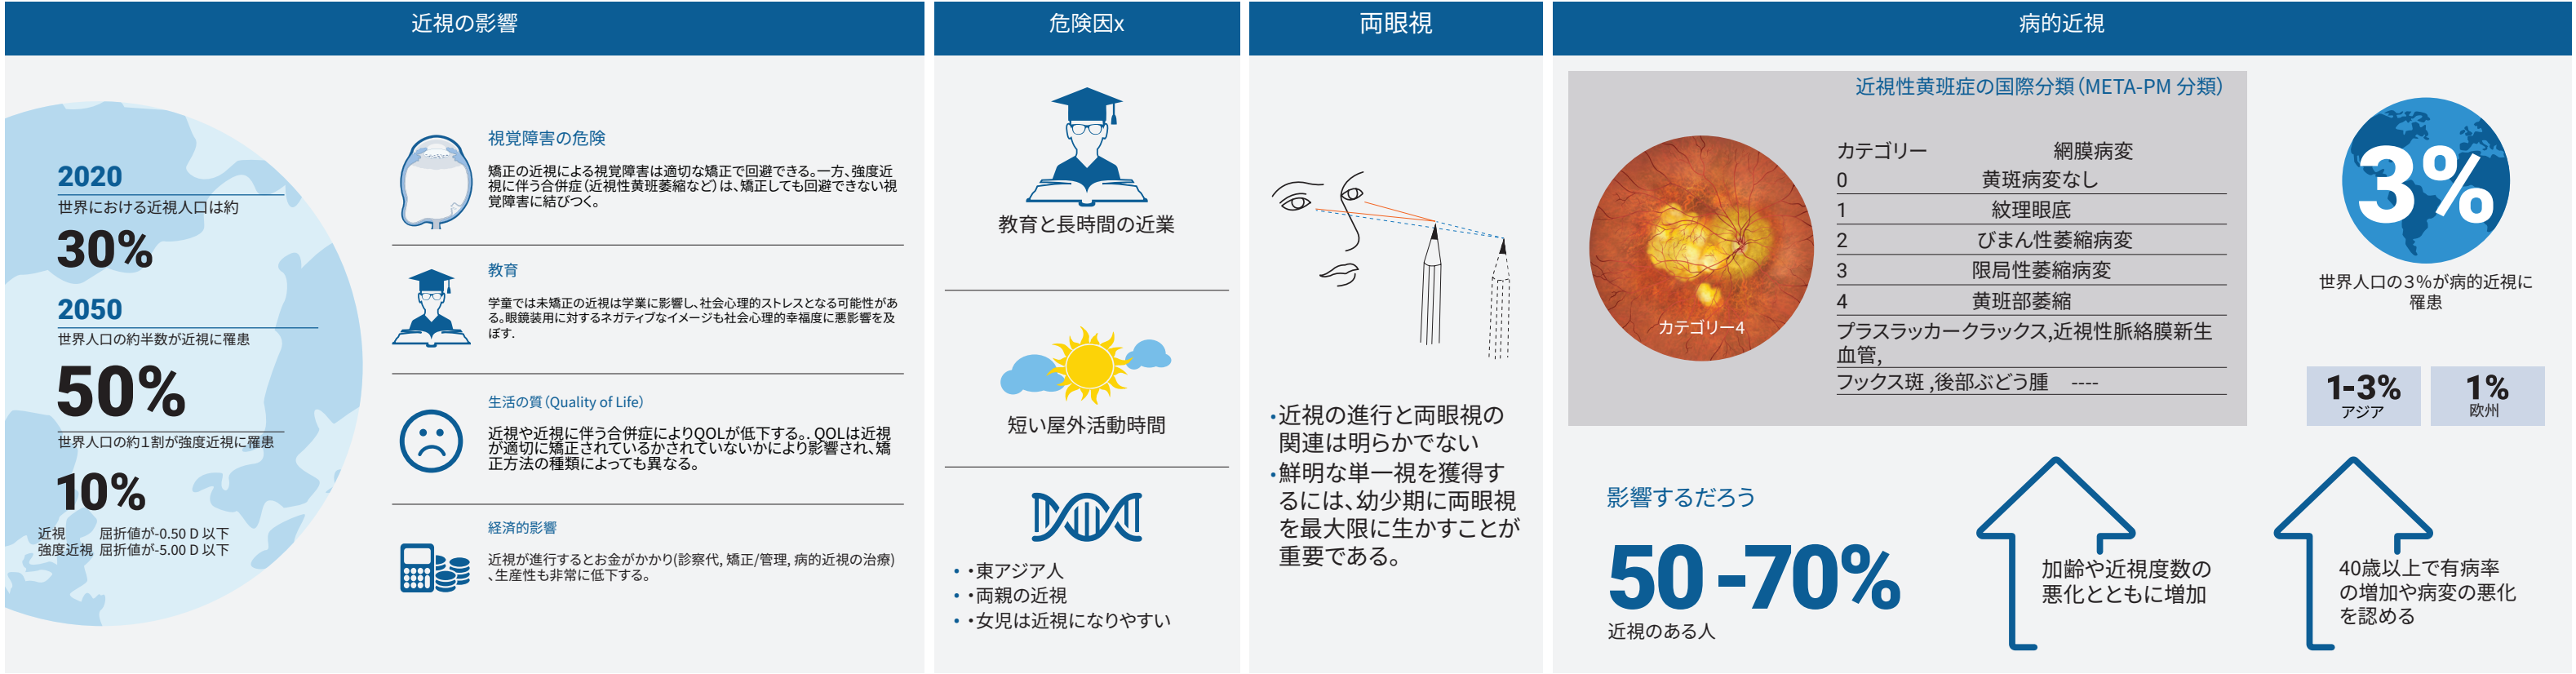 近視の影響
2020
世界における近視人口は約
30%
2050
世界人口の約半数が近視に罹患
50%
世界人口の約１割が強度近視に罹患
10%
近視 屈折値が-0.50 D 以下
強度近視 屈折値が-5.00 D 以下
視覚障害の危険
矯正の近視による視覚障害は適切な矯正で回避できる。一方、強度近
視に伴う合併症（近視性黄班萎縮など）は、矯正しても回避できない視
覚障害に結びつく。
教育
学童では未矯正の近視は学業に影響し、社会心理的ストレスとなる可能性があ
る。眼鏡装用に対するネガティブなイメージも社会心理的幸福度に悪影響を及
ぼす.
生活の質（Quality of Life）
近視や近視に伴う合併症によりQOLが低下する。. QOLは近視
が適切に矯正されているかされていないかにより影響され、矯
正方法の種類によっても異なる。
経済的影響
近視が進行するとお金がかかり(診察代, 矯正/管理, 病的近視の治療)
、生産性も非常に低下する。
危険因x
教育と長時間の近業
短い屋外活動時間
• ・東アジア人
• ・両親の近視
• ・女児は近視になりやすい
両眼視
•近視の進行と両眼視の
関連は明らかでない
•鮮明な単一視を獲得す
るには、幼少期に両眼視
を最大限に生かすことが
重要である。
病的近視
近視性黄班症の国際分類（META-PM 分類）
カテゴリー4
カテゴリー 網膜病変
0 黄斑病変なし
1 紋理眼底
2 びまん性萎縮病変
3 限局性萎縮病変
4 黄班部萎縮
プラスラッカークラックス,近視性脈絡膜新生
血管,
フックス斑 ,後部ぶどう腫 ----
3%
世界人口の３％が病的近視に
罹患
1-3%
アジア
1%
欧州
影響するだろう
50 -70%
近視のある人
加齢や近視度数の
悪化とともに増加
40歳以上で有病率
の増加や病変の悪化
を認める